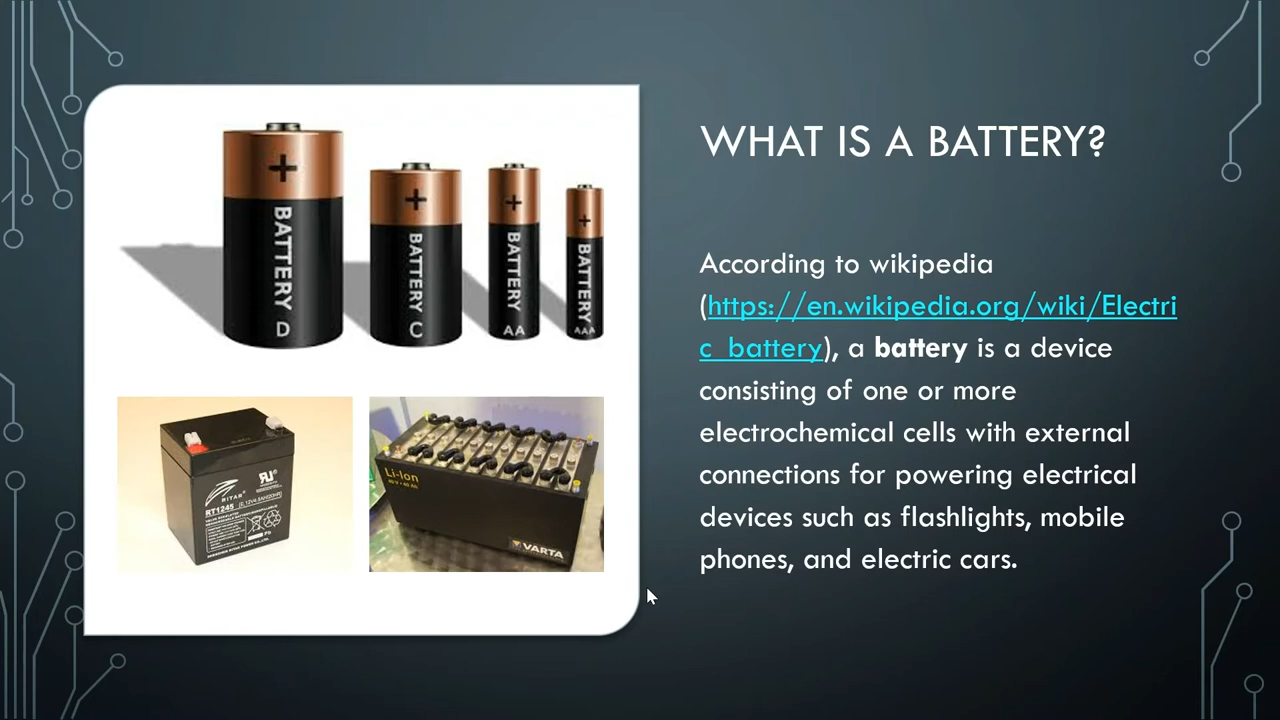 WHAT IS A BATTERY?
According to wikipedia
(https://en.wikipedia.org/wiki/Electri
c_battery), a battery is a device
consisting of one or more
electrochemical cells with external
connections for powering electrical
devices such as flashlights, mobile
phones, and electric cars.
+
BATTERY D
+
BATTERY C
+
BATTERY AA
+
BATTERY AAA
RITAR
RT1245
Pb
Li-Ion
VARTA